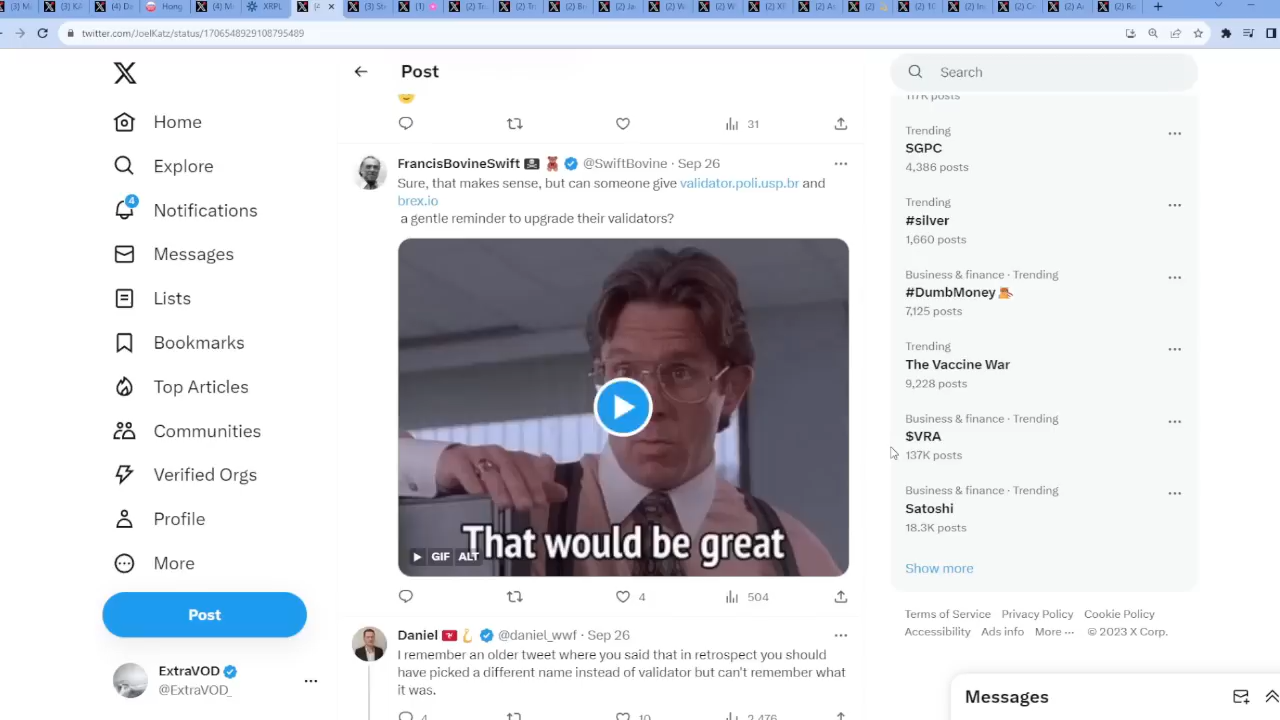 twitter.com/JoelKatz/status/1706548929108795489
Home
Explore
4
Notifications
Messages
Lists
Bookmarks
Top Articles
Communities
Verified Orgs
Profile
More
Post
ExtraVOD
@ExtraVOD_
Post
31
FrancisBovineSwift @SwiftBovine · Sep 26
Sure, that makes sense, but can someone give validator.poli.usp.br and
brex.io
a gentle reminder to upgrade their validators?
That would be great
GIF ALT
4 504
Daniel @daniel_wwf · Sep 26
I remember an older tweet where you said that in retrospect you should
have picked a different name instead of validator but can't remember what
it was.
4 10 2,476
Search
117K posts
Trending
SGPC
4,386 posts
Trending
#silver
1,660 posts
Business & finance · Trending
#DumbMoney
7,125 posts
Trending
The Vaccine War
9,228 posts
Business & finance · Trending
$VRA
137K posts
Business & finance · Trending
Satoshi
18.3K posts
Show more
Terms of Service Privacy Policy Cookie Policy
Accessibility Ads info More ··· © 2023 X Corp.
Messages